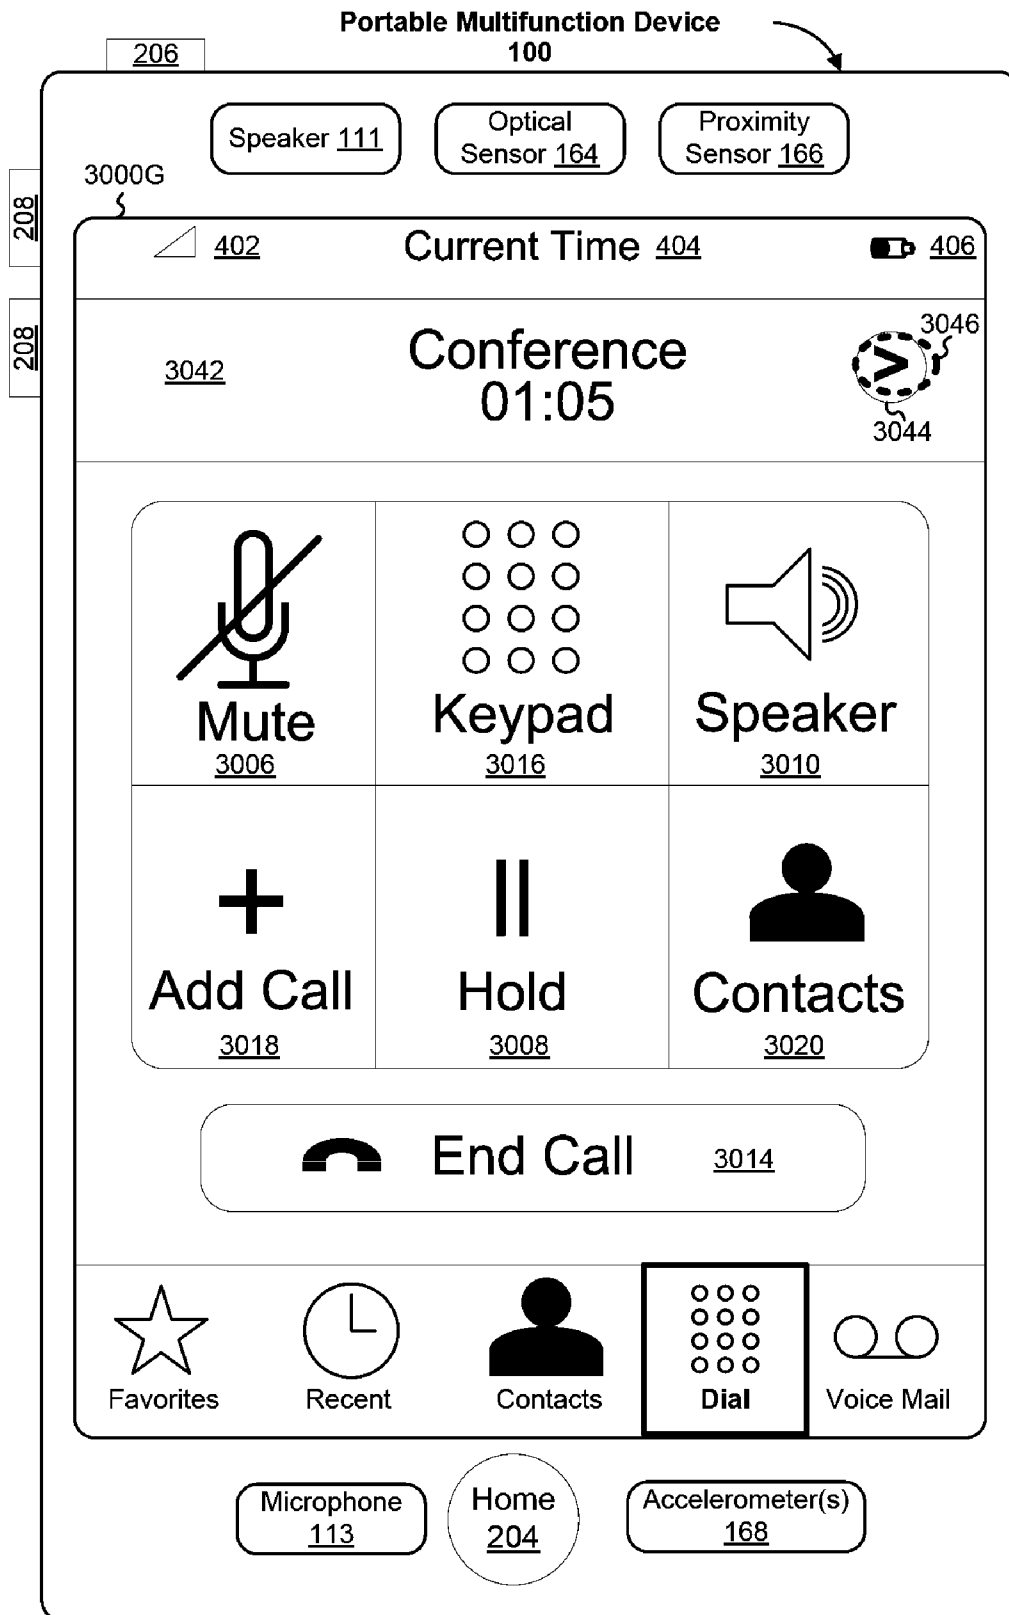 Portable Multifunction Device
100
206
Speaker 111
Optical
Sensor 164
Proximity
Sensor 166
3000G
208
208
402
Current Time 404
406
3042
Conference
01:05
>
3046
3044
Mute
3006
Keypad
3016
Speaker
3010
Add Call
3018
Hold
3008
Contacts
3020
End Call 3014
Favorites
Recent
Contacts
Dial
Voice Mail
Microphone
113
Home
204
Accelerometer(s)
168